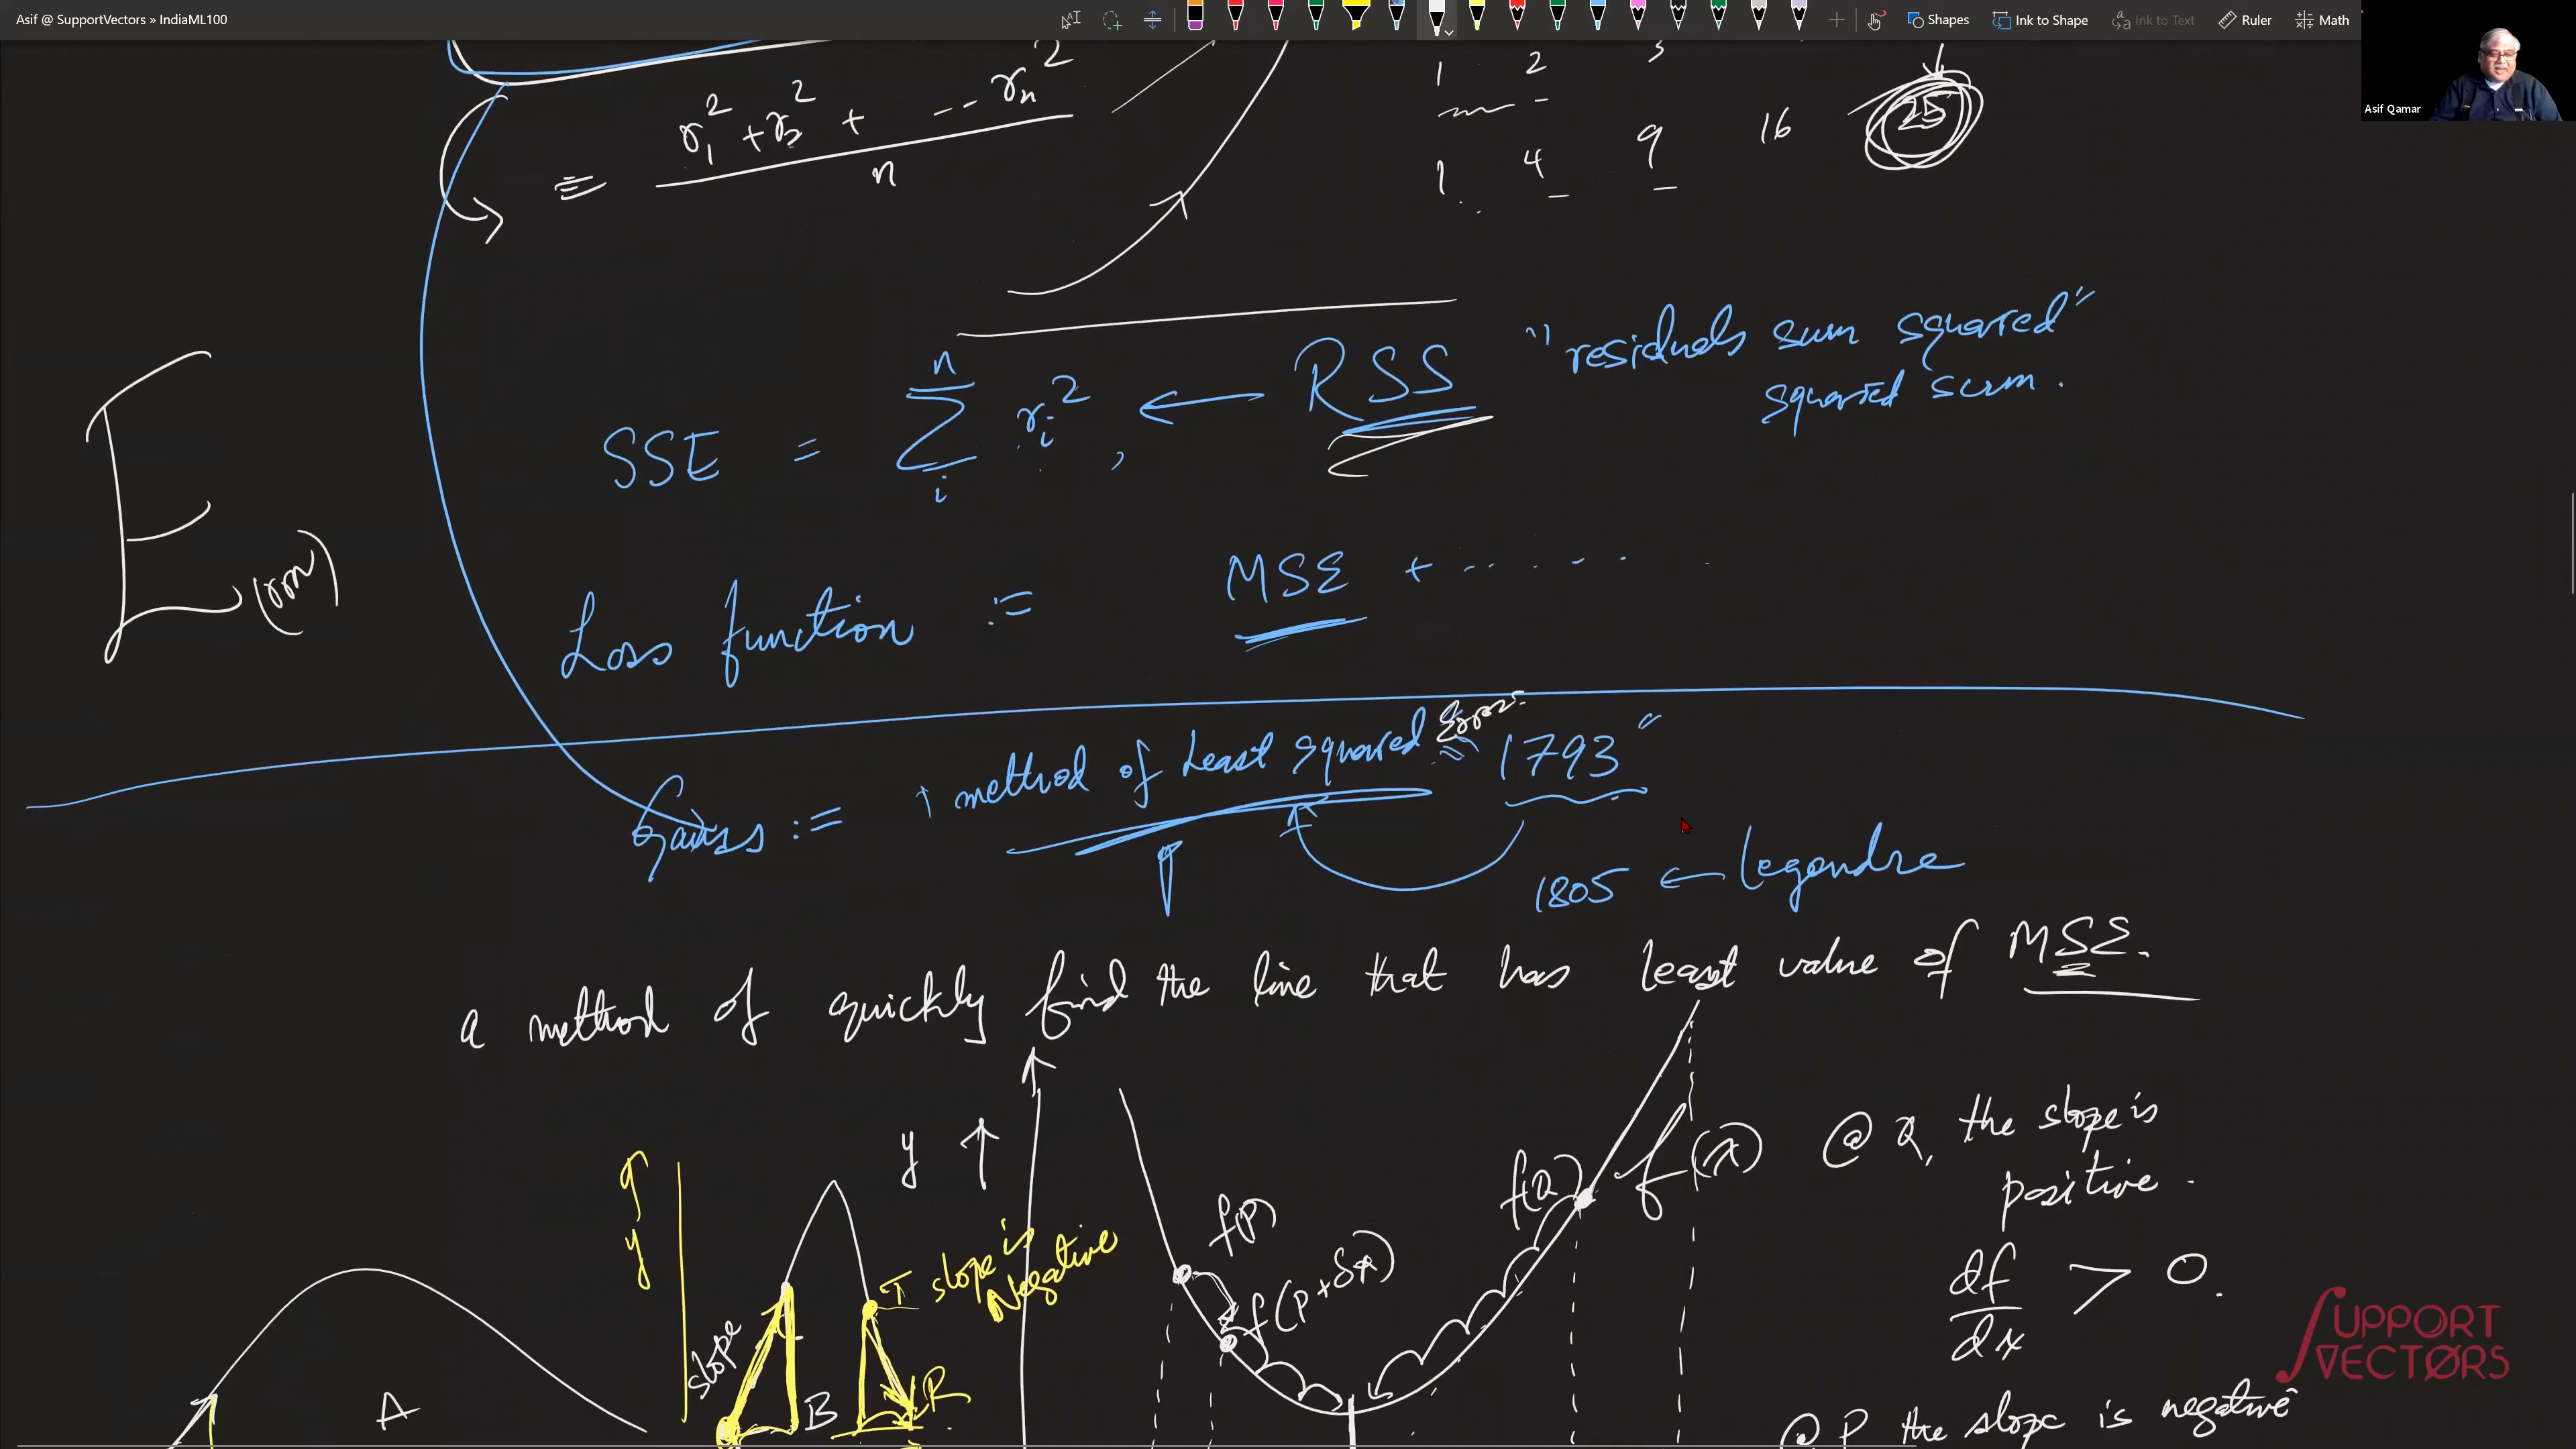 Asif @ SupportVectors » IndiaML100
Shapes
Ink to Shape
Ink to Text
Ruler
Math
Asif Qamar
1 2 3
r₁² + r₂² + -- rₙ²
n
1 4 9 16 25
"residuals sum squared"
squared sum.
SSE = Σ rᵢ² , ← RSS
n
i
E
Loss function := MSE + .....
Gauss := 'method of Least squared Error 1793"
1805 ← Legendre
a method of quickly find the line that has least value of MSE.
y ↑
y
f(P)
f(P+δx)
f(Q)
f(x)
@ Q, the slope is
positive.
df/dx > 0.
slope is
Negative
slope
T
R
A
B
@ P the slope is negative
SUPPORT
VECTORS